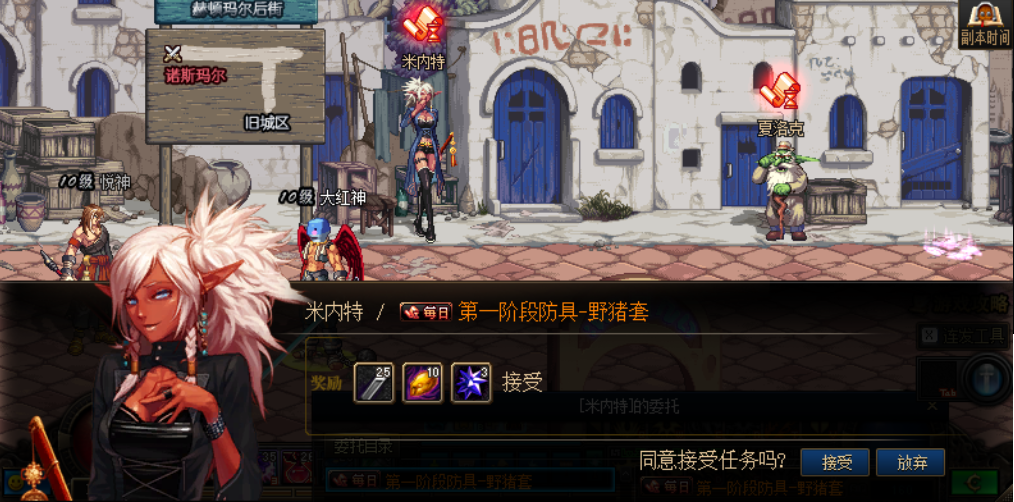 赫顿玛尔后街
副本时间
诺斯玛尔
旧城区
米内特
夏洛克
10级 悦神
10级 大红神
米内特 / 每日 第一阶段防具-野猪套
连发工具
奖励 25 10 3 接受
Tab
[米内特]的委托
委托目录
同意接受任务吗? 接受 放弃
每日 第一阶段防具-野猪套
每日 第一阶段防具-野猪套